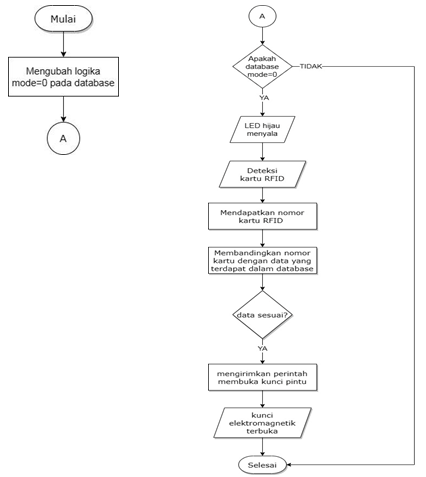 Mulai
Mengubah logika
mode=0 pada database
A
A
Apakah
database
mode=0
TIDAK
YA
LED hijau
menyala
Deteksi
kartu RFID
Mendapatkan nomor
kartu RFID
Membandingkan nomor
kartu dengan data yang
terdapat dalam database
data sesuai?
YA
mengirimkan perintah
membuka kunci pintu
kunci
elektromagnetik
terbuka
Selesai